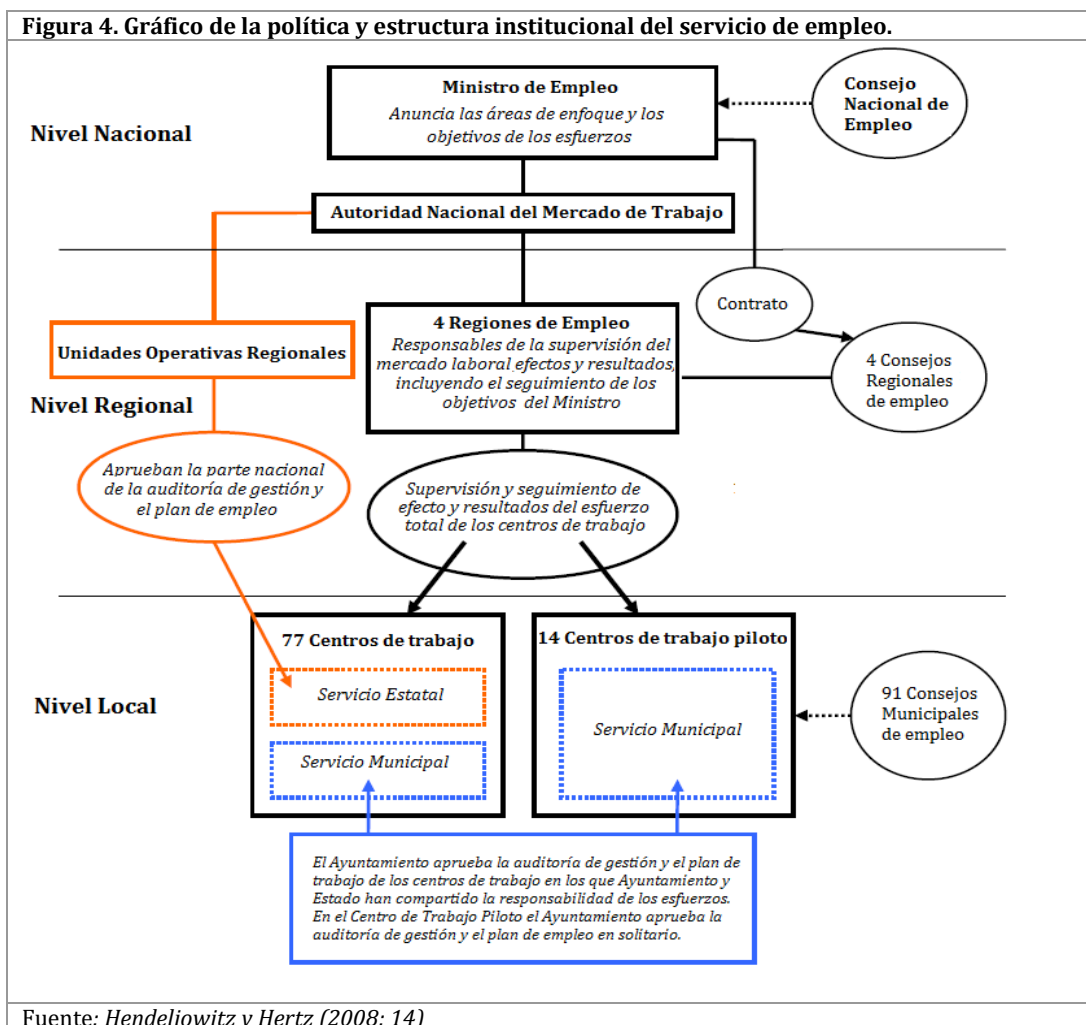 Figura 4. Gráfico de la política y estructura institucional del servicio de empleo.
Ministro de Empleo
Anuncia las áreas de enfoque y los
objetivos de los esfuerzos
Consejo
Nacional de
Empleo
Nivel Nacional
Autoridad Nacional del Mercado de Trabajo
Contrato
4 Regiones de Empleo
Responsables de la supervisión del
mercado laboral efectos y resultados,
incluyendo el seguimiento de los
objetivos del Ministro
Unidades Operativas Regionales
4 Consejos
Regionales
de empleo
Nivel Regional
Aprueban la parte nacional
de la auditoría de gestión y
el plan de empleo
Supervisión y seguimiento de
efecto y resultados del esfuerzo
total de los centros de trabajo
77 Centros de trabajo
14 Centros de trabajo piloto
Servicio Estatal
Servicio Municipal
Nivel Local
Servicio Municipal
91 Consejos
Municipales
de empleo
El Ayuntamiento aprueba la auditoría de gestión y el plan de
trabajo de los centros de trabajo en los que Ayuntamiento y
Estado han compartido la responsabilidad de los esfuerzos.
En el Centro de Trabajo Piloto el Ayuntamiento aprueba la
auditoría de gestión y el plan de empleo en solitario.
Fuente: Hendeliowitz y Hertz (2008: 14)